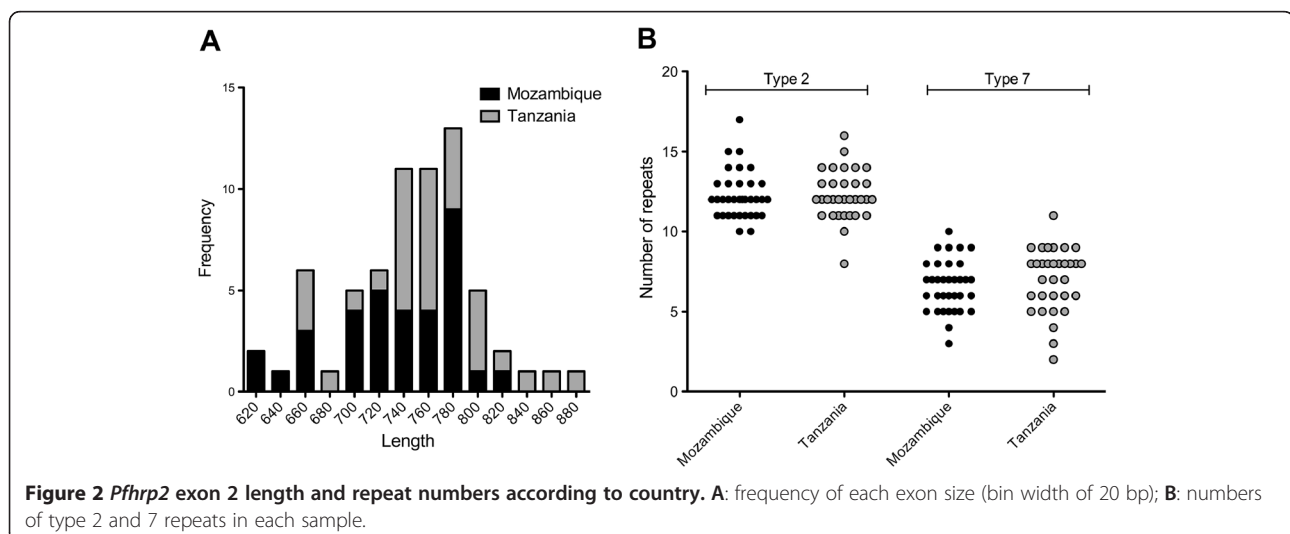 A
Frequency
15
10
5
0
Mozambique
Tanzania
620 640 660 680 700 720 740 760 780 800 820 840 860 880
Length
B
Number of repeats
20
15
10
5
0
Type 2
Type 7
Mozambique
Tanzania
Mozambique
Tanzania
Figure 2 Pfhrp2 exon 2 length and repeat numbers according to country. A: frequency of each exon size (bin width of 20 bp); B: numbers
of type 2 and 7 repeats in each sample.